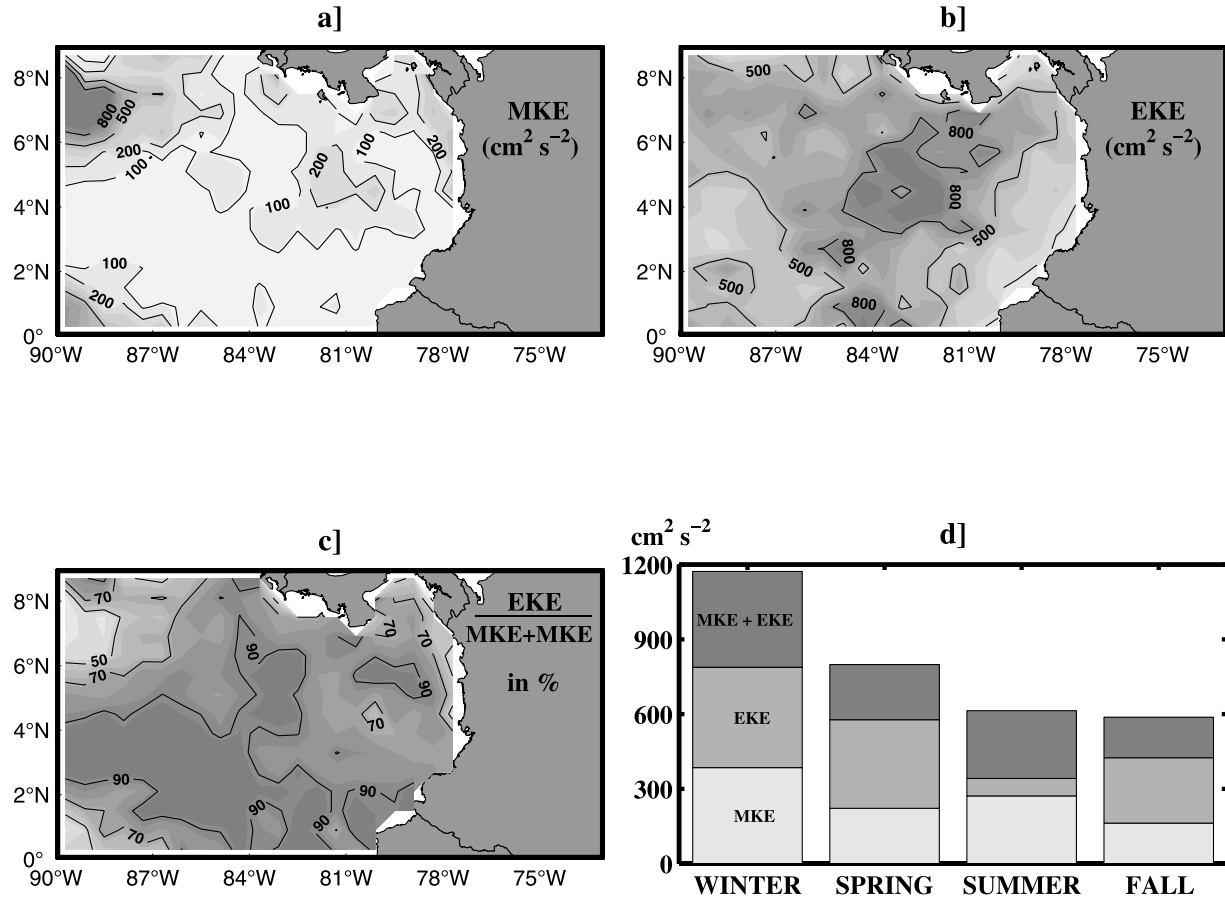 a]
MKE
(cm² s⁻²)
800
500
200
100
100
200
100
200
100
100
200
8°N
6°N
4°N
2°N
0°
90°W 87°W 84°W 81°W 78°W 75°W
b]
EKE
(cm² s⁻²)
500
500
800
800
500
800
500
500
800
8°N
6°N
4°N
2°N
0°
90°W 87°W 84°W 81°W 78°W 75°W
c]
EKE
MKE+MKE
in %
70
50
70
90
70
70
90
70
90
90
90
90
70
8°N
6°N
4°N
2°N
0°
90°W 87°W 84°W 81°W 78°W 75°W
cm² s⁻²
d]
1200
900
600
300
0
MKE + EKE
EKE
MKE
WINTER SPRING SUMMER FALL